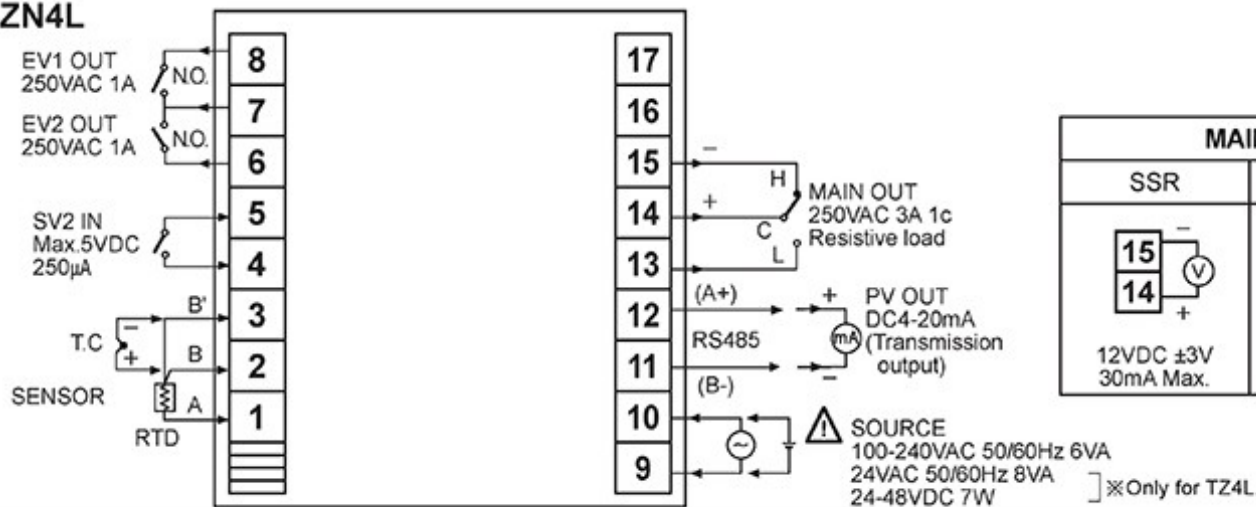 ZN4L
EV1 OUT
250VAC 1A
N.O.
EV2 OUT
250VAC 1A
N.O.
SV2 IN
Max.5VDC
250µA
T.C
−
+
B'
B
A
SENSOR
RTD
8
7
6
5
4
3
2
1
17
16
15
14
13
12
11
10
9
−
+
H
C
L
MAIN OUT
250VAC 3A 1c
Resistive load
(A+)
RS485
(B-)
+
mA
−
PV OUT
DC4-20mA
(Transmission
output)
!
SOURCE
100-240VAC 50/60Hz 6VA
24VAC 50/60Hz 8VA
24-48VDC 7W
※Only for TZ4L
SSR
15
14
−
V
+
12VDC ±3V
30mA Max.